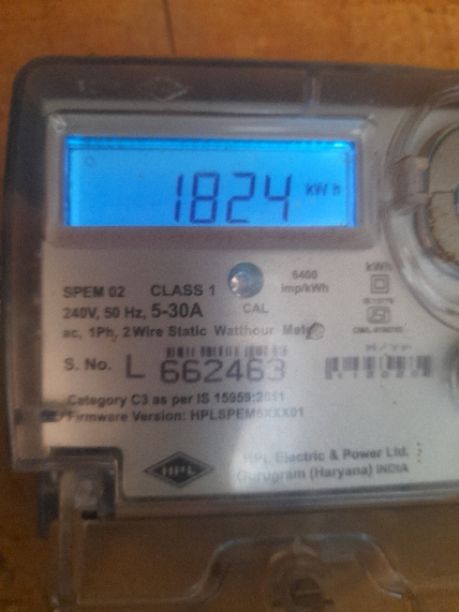 1824 kWh
SPEM 02 CLASS 1 6400 imp/kWh kWh
240V, 50 Hz, 5-30A CAL
ac, 1Ph, 2 Wire Static Watthour Meter
S. No. L 662463
Category C3 as per IS 15959:2011
Firmware Version: HPLSPEM5XXX01
HPL HPL Electric & Power Ltd.
Gurugram (Haryana) INDIA